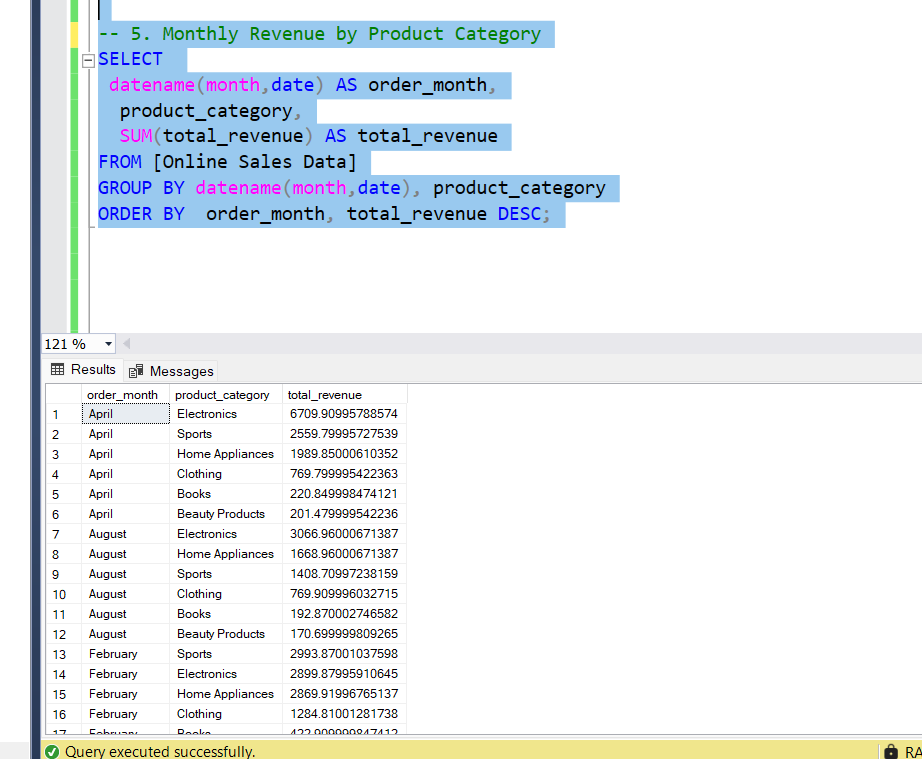 -- 5. Monthly Revenue by Product Category
SELECT
datename(month,date) AS order_month,
product_category,
SUM(total_revenue) AS total_revenue
FROM [Online Sales Data]
GROUP BY datename(month,date), product_category
ORDER BY  order_month, total_revenue DESC;
121 %
Results Messages
order_month product_category total_revenue
1 April Electronics 6709.90995788574
2 April Sports 2559.79995727539
3 April Home Appliances 1989.85000610352
4 April Clothing 769.799995422363
5 April Books 220.849998474121
6 April Beauty Products 201.479999542236
7 August Electronics 3066.96000671387
8 August Home Appliances 1668.96000671387
9 August Sports 1408.70997238159
10 August Clothing 769.909996032715
11 August Books 192.870002746582
12 August Beauty Products 170.699999809265
13 February Sports 2993.87001037598
14 February Electronics 2899.87995910645
15 February Home Appliances 2869.91996765137
16 February Clothing 1284.81001281738
17 February Books 422.909999847412
Query executed successfully.
RA